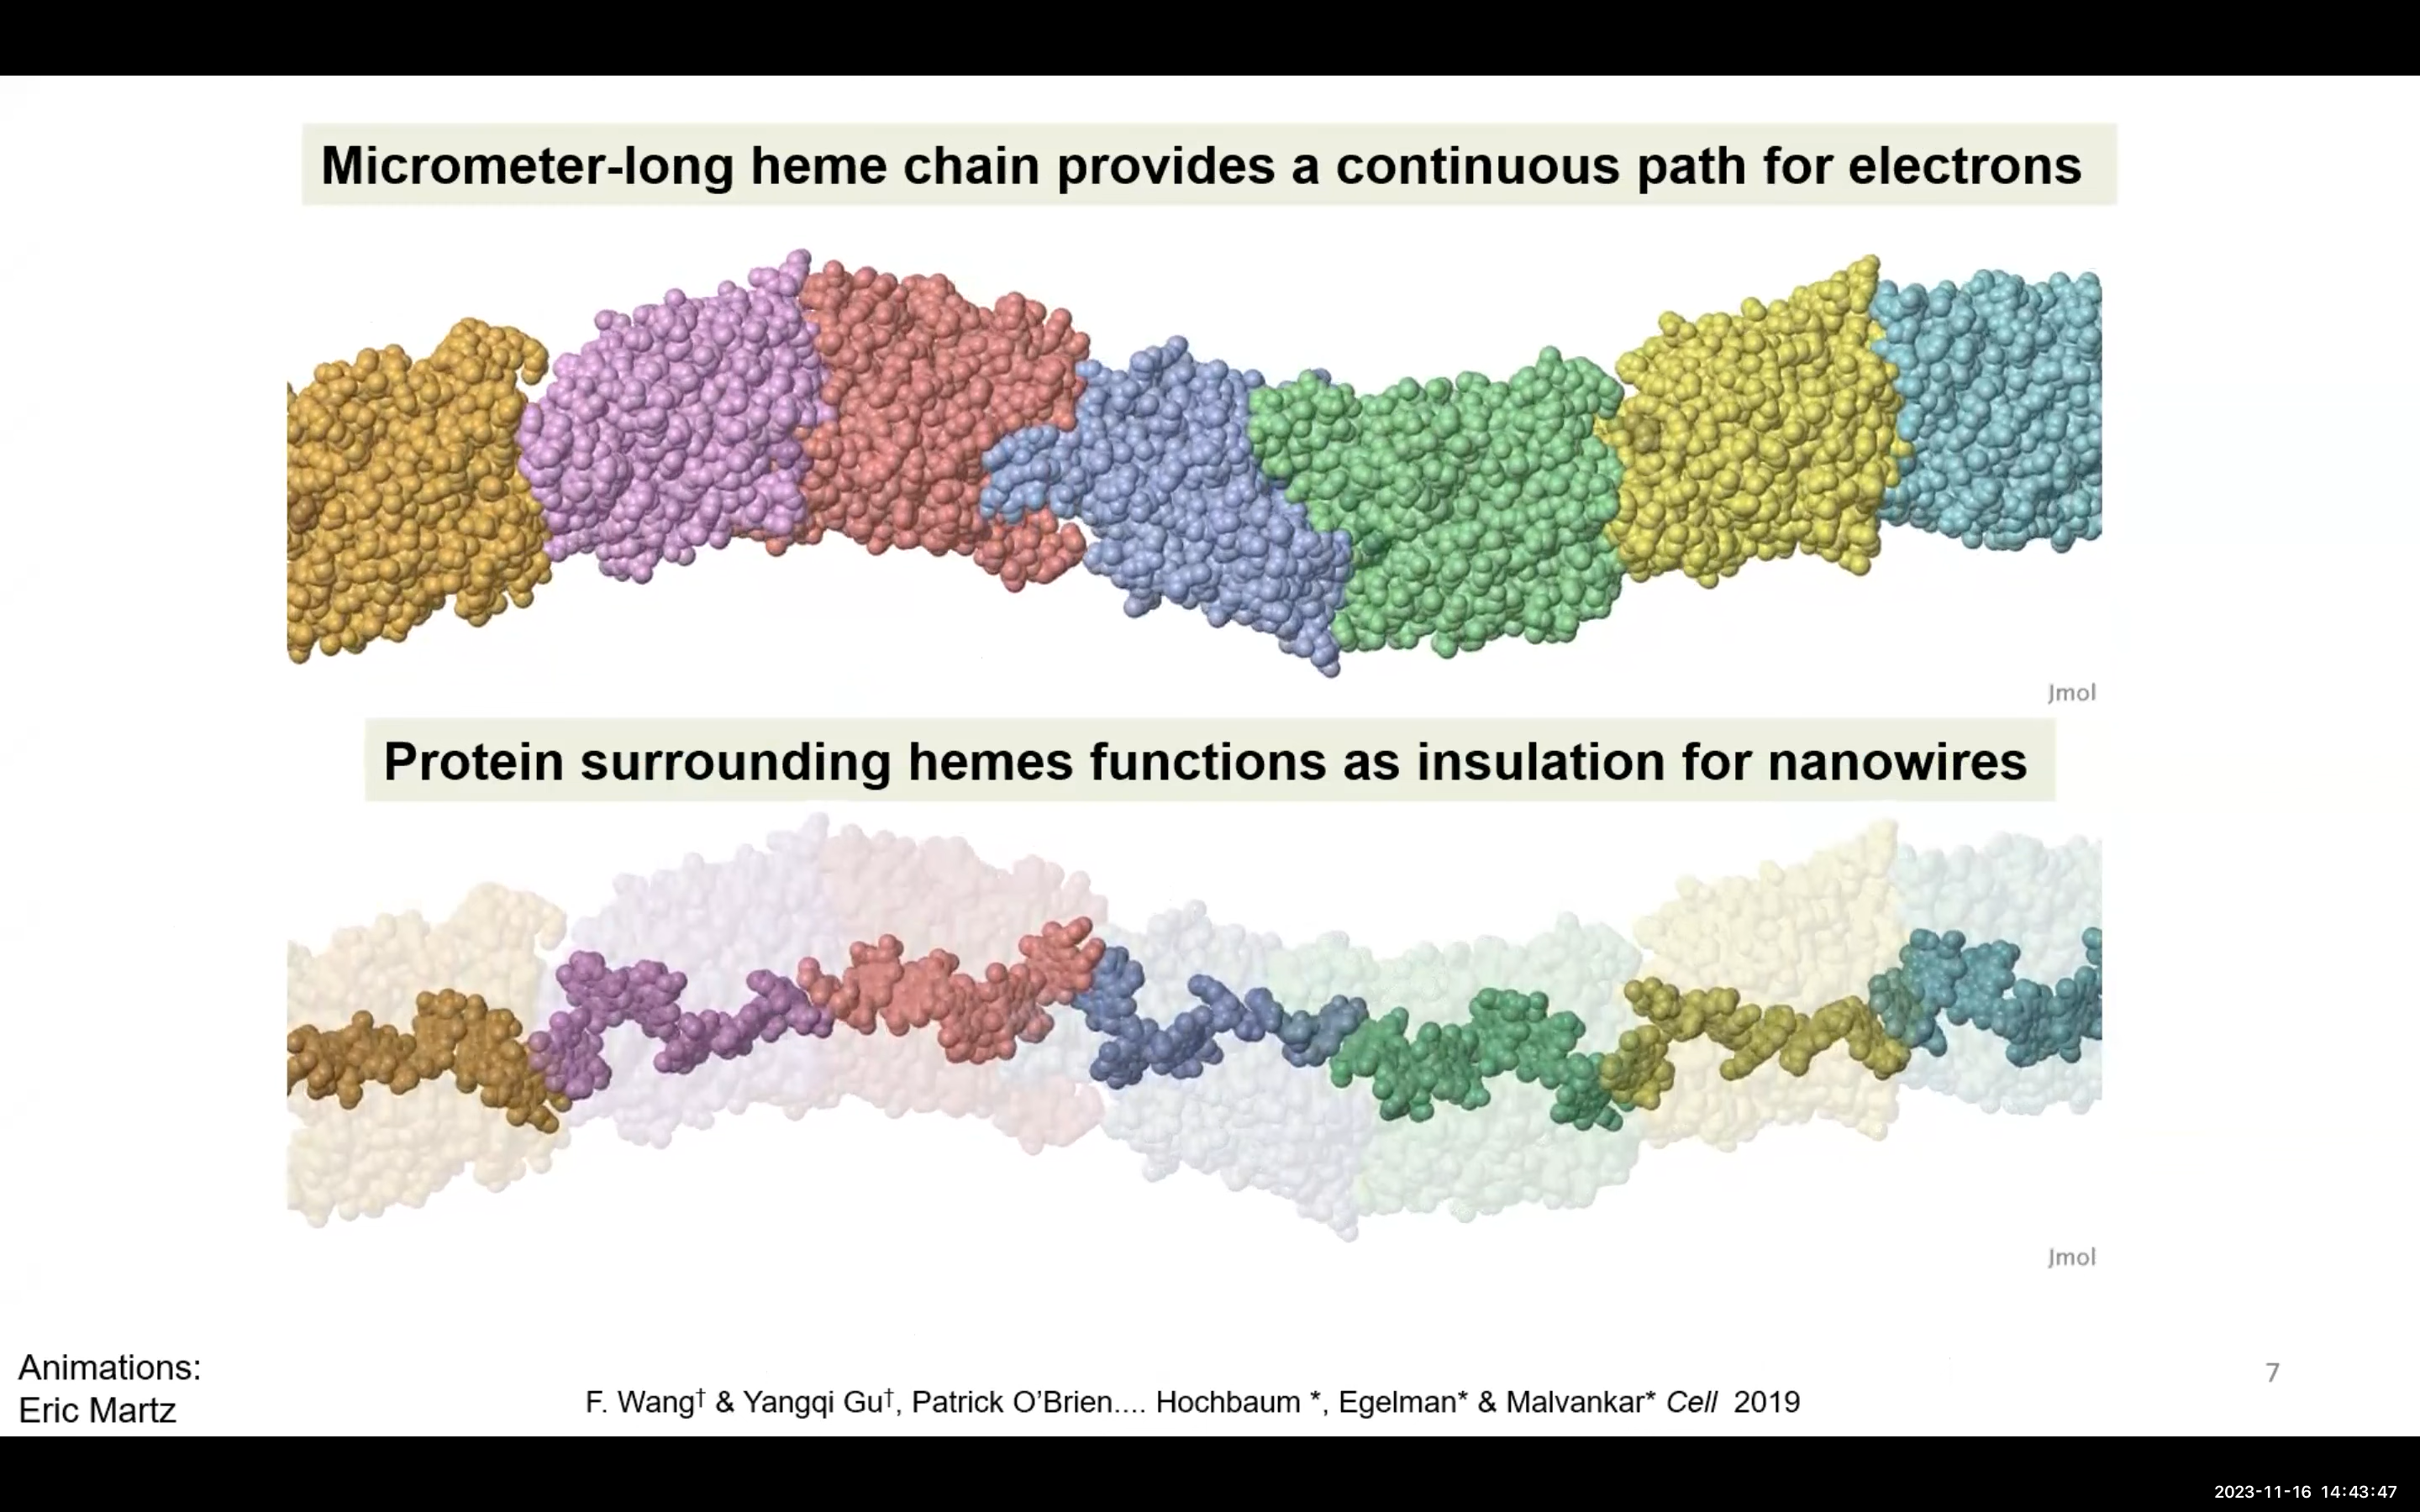 Micrometer-long heme chain provides a continuous path for electrons
Jmol
Protein surrounding hemes functions as insulation for nanowires
Jmol
Animations:
Eric Martz
F. Wang† & Yangqi Gu†, Patrick O’Brien.... Hochbaum *, Egelman* & Malvankar* Cell 2019
7
2023-11-16 14:43:47